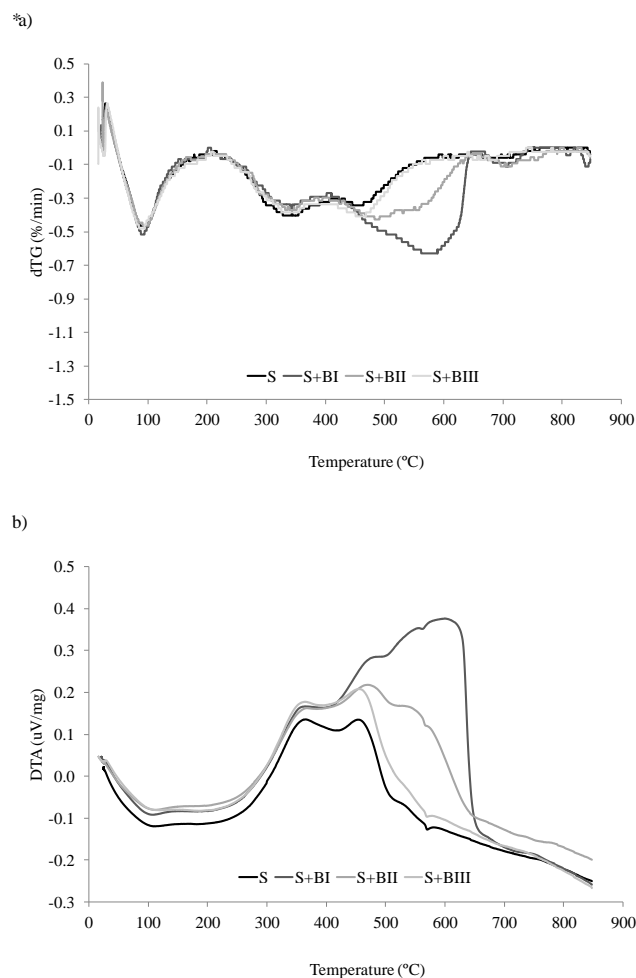 *a)
0.5
0.3
0.1
-0.1
-0.3
-0.5
-0.7
-0.9
-1.1
-1.3
-1.5
dTG (%/min)
S S+BI S+BII S+BIII
0 100 200 300 400 500 600 700 800 900
Temperature (ºC)
b)
0.5
0.4
0.3
0.2
0.1
0.0
-0.1
-0.2
-0.3
DTA (uV/mg)
S S+BI S+BII S+BIII
0 100 200 300 400 500 600 700 800 900
Temperature (ºC)